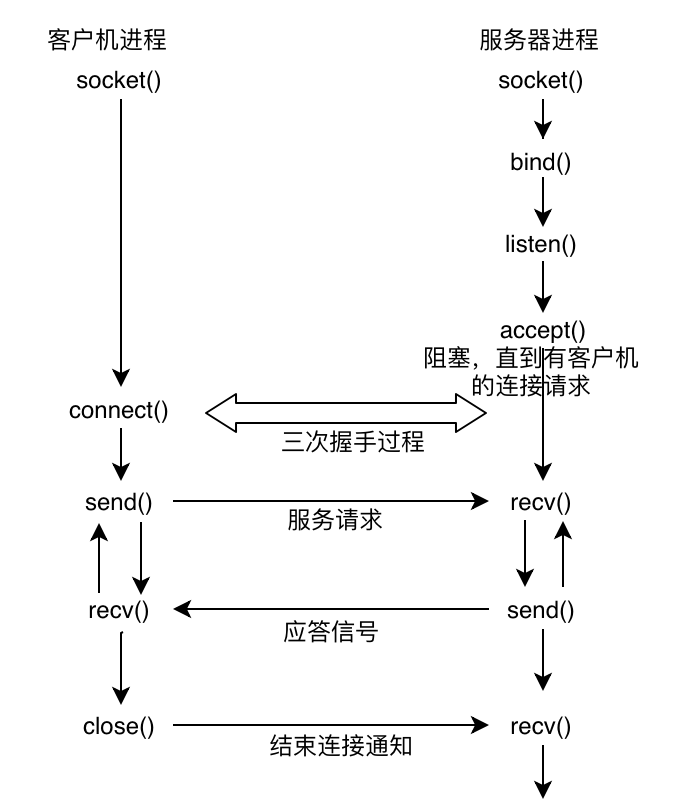 客户机进程
服务器进程
socket()
socket()
bind()
listen()
accept()
阻塞，直到有客户机
的连接请求
connect()
三次握手过程
send()
recv()
服务请求
recv()
send()
应答信号
close()
recv()
结束连接通知